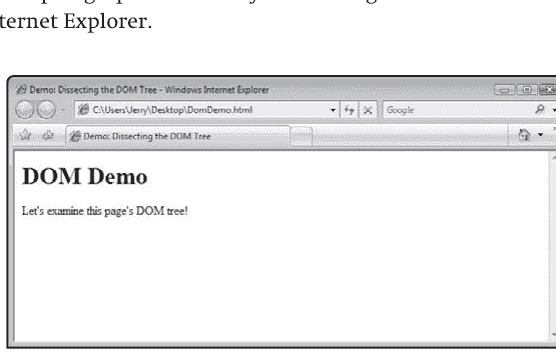 ternet Explorer.
Demo: Dissecting the DOM Tree - Windows Internet Explorer
C:\Users\Jerry\Desktop\DomDemo.html
Google
Demo: Dissecting the DOM Tree
DOM Demo
Let's examine this page's DOM tree!